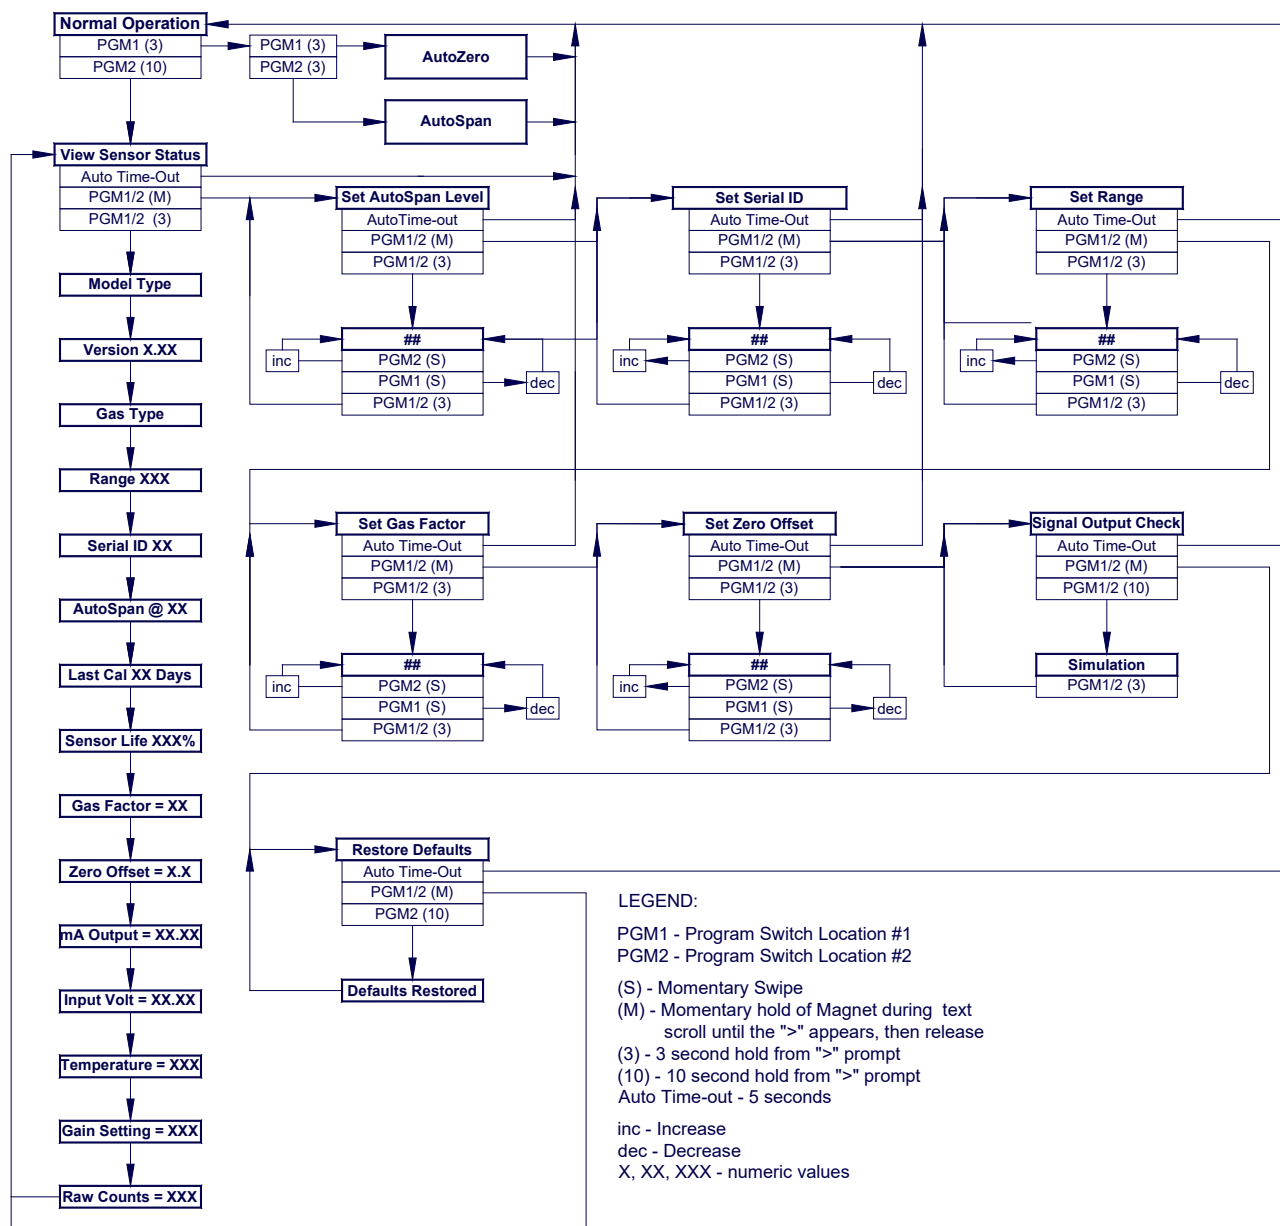 Normal Operation
PGM1 (3)
PGM2 (10)
PGM1 (3)
PGM2 (3)
AutoZero
AutoSpan
View Sensor Status
Auto Time-Out
PGM1/2 (M)
PGM1/2 (3)
Set AutoSpan Level
AutoTime-out
PGM1/2 (M)
PGM1/2 (3)
##
PGM2 (S)
PGM1 (S)
PGM1/2 (3)
inc
dec
Set Serial ID
Auto Time-Out
PGM1/2 (M)
PGM1/2 (3)
##
PGM2 (S)
PGM1 (S)
PGM1/2 (3)
inc
dec
Set Range
Auto Time-Out
PGM1/2 (M)
PGM1/2 (3)
##
PGM2 (S)
PGM1 (S)
PGM1/2 (3)
inc
dec
Model Type
Version X.XX
Gas Type
Range XXX
Serial ID XX
AutoSpan @ XX
Last Cal XX Days
Sensor Life XXX%
Gas Factor = XX
Zero Offset = X.X
mA Output = XX.XX
Input Volt = XX.XX
Temperature = XXX
Gain Setting = XXX
Raw Counts = XXX
Set Gas Factor
Auto Time-Out
PGM1/2 (M)
PGM1/2 (3)
##
PGM2 (S)
PGM1 (S)
PGM1/2 (3)
inc
dec
Set Zero Offset
Auto Time-Out
PGM1/2 (M)
PGM1/2 (3)
##
PGM2 (S)
PGM1 (S)
PGM1/2 (3)
inc
dec
Signal Output Check
Auto Time-Out
PGM1/2 (M)
PGM1/2 (10)
Simulation
PGM1/2 (3)
Restore Defaults
Auto Time-Out
PGM1/2 (M)
PGM2 (10)
Defaults Restored
LEGEND:
PGM1 - Program Switch Location #1
PGM2 - Program Switch Location #2
(S) - Momentary Swipe
(M) - Momentary hold of Magnet during text
scroll until the ">" appears, then release
(3) - 3 second hold from ">" prompt
(10) - 10 second hold from ">" prompt
Auto Time-out - 5 seconds
inc - Increase
dec - Decrease
X, XX, XXX - numeric values